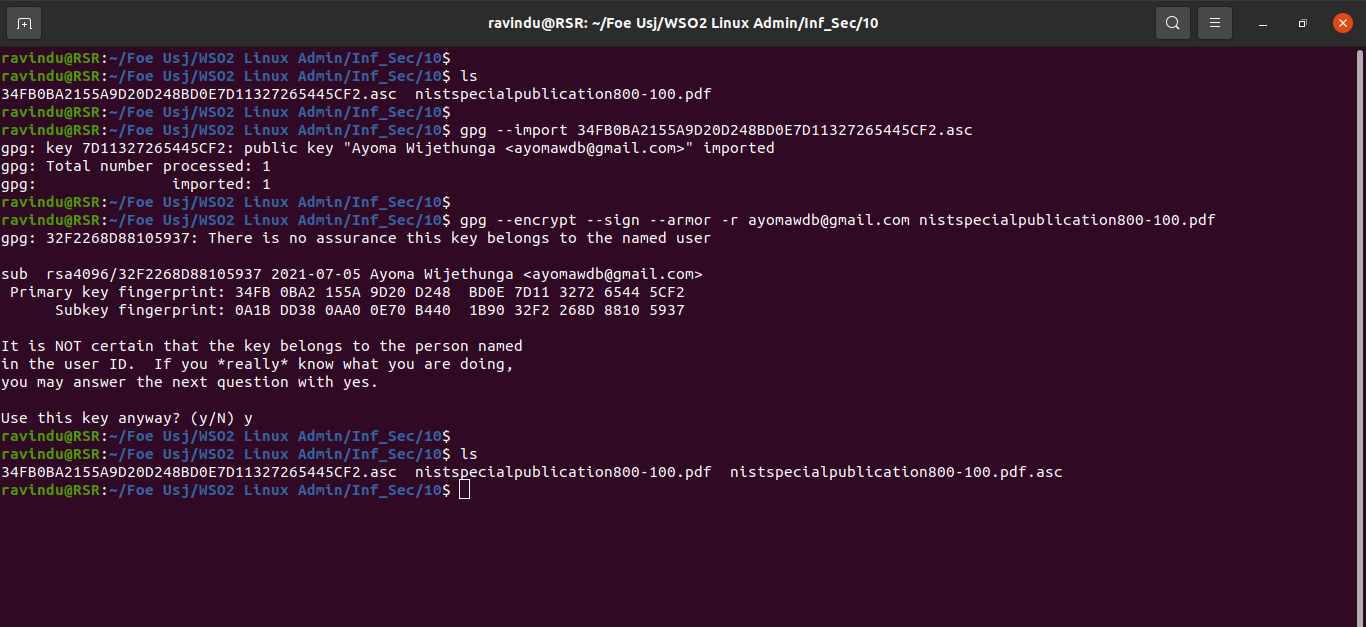 ravindu@RSR: ~/Foe Usj/WSO2 Linux Admin/Inf_Sec/10
ravindu@RSR:~/Foe Usj/WSO2 Linux Admin/Inf_Sec/10$
ravindu@RSR:~/Foe Usj/WSO2 Linux Admin/Inf_Sec/10$ ls
34FB0BA2155A9D20D248BD0E7D11327265445CF2.asc  nistspecialpublication800-100.pdf
ravindu@RSR:~/Foe Usj/WSO2 Linux Admin/Inf_Sec/10$
ravindu@RSR:~/Foe Usj/WSO2 Linux Admin/Inf_Sec/10$ gpg --import 34FB0BA2155A9D20D248BD0E7D11327265445CF2.asc
gpg: key 7D11327265445CF2: public key "Ayoma Wijethunga <ayomawdb@gmail.com>" imported
gpg: Total number processed: 1
gpg:               imported: 1
ravindu@RSR:~/Foe Usj/WSO2 Linux Admin/Inf_Sec/10$
ravindu@RSR:~/Foe Usj/WSO2 Linux Admin/Inf_Sec/10$ gpg --encrypt --sign --armor -r ayomawdb@gmail.com nistspecialpublication800-100.pdf
gpg: 32F2268D88105937: There is no assurance this key belongs to the named user
sub  rsa4096/32F2268D88105937 2021-07-05 Ayoma Wijethunga <ayomawdb@gmail.com>
 Primary key fingerprint: 34FB 0BA2 155A 9D20 D248  BD0E 7D11 3272 6544 5CF2
      Subkey fingerprint: 0A1B DD38 0AA0 0E70 B440  1B90 32F2 268D 8810 5937
It is NOT certain that the key belongs to the person named
in the user ID.  If you *really* know what you are doing,
you may answer the next question with yes.
Use this key anyway? (y/N) y
ravindu@RSR:~/Foe Usj/WSO2 Linux Admin/Inf_Sec/10$
ravindu@RSR:~/Foe Usj/WSO2 Linux Admin/Inf_Sec/10$ ls
34FB0BA2155A9D20D248BD0E7D11327265445CF2.asc  nistspecialpublication800-100.pdf  nistspecialpublication800-100.pdf.asc
ravindu@RSR:~/Foe Usj/WSO2 Linux Admin/Inf_Sec/10$